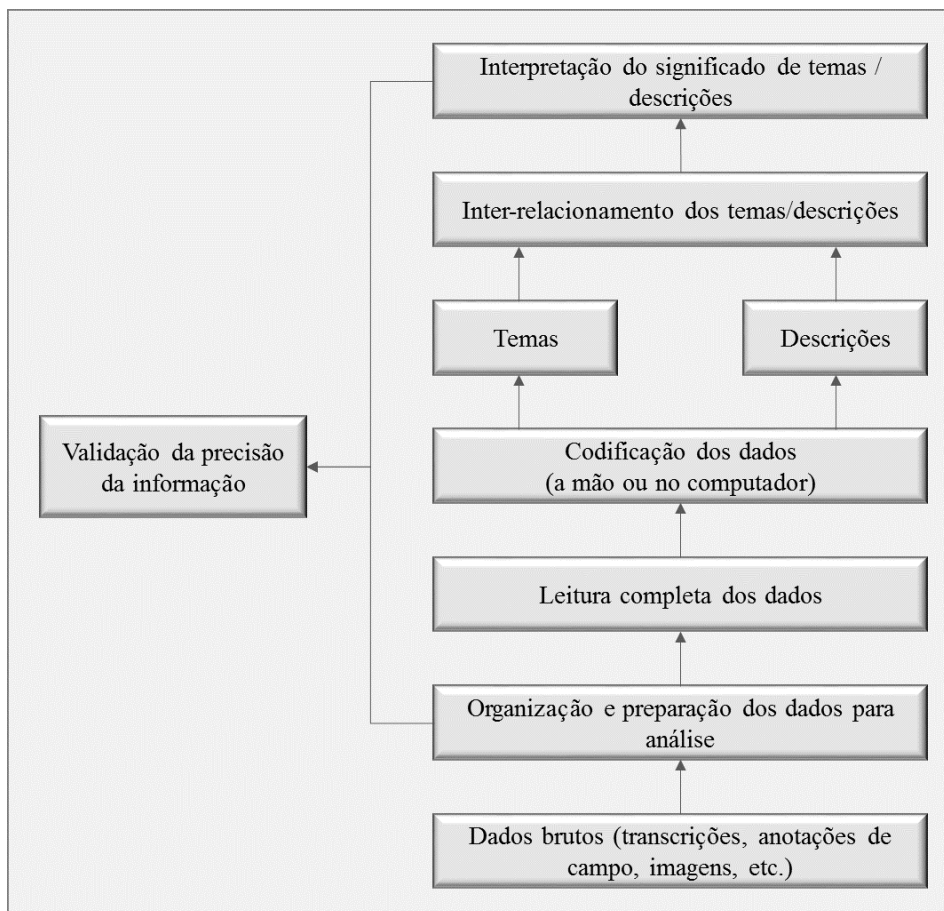 Interpretação do significado de temas /
descrições
Inter-relacionamento dos temas/descrições
Temas
Descrições
Validação da precisão
da informação
Codificação dos dados
(a mão ou no computador)
Leitura completa dos dados
Organização e preparação dos dados para
análise
Dados brutos (transcrições, anotações de
campo, imagens, etc.)